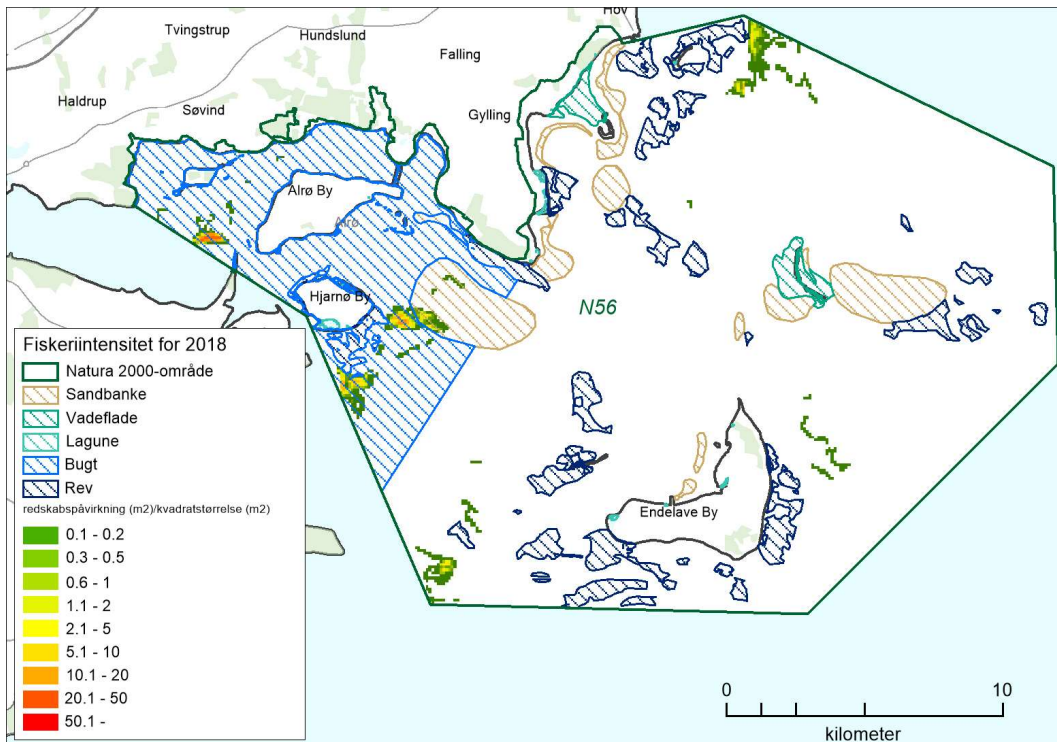 Hov
Tvingstrup
Hundslund
Falling
Haldrup
Søvind
Gylling
Alrø By
Alrø
Hjarnø By
N56
Endelave By
Fiskeriintensitet for 2018
Natura 2000-område
Sandbanke
Vadeflade
Lagune
Bugt
Rev
redskabspåvirkning (m2)/kvadratstørrelse (m2)
0.1 - 0.2
0.3 - 0.5
0.6 - 1
1.1 - 2
2.1 - 5
5.1 - 10
10.1 - 20
20.1 - 50
50.1 -
0 10
kilometer